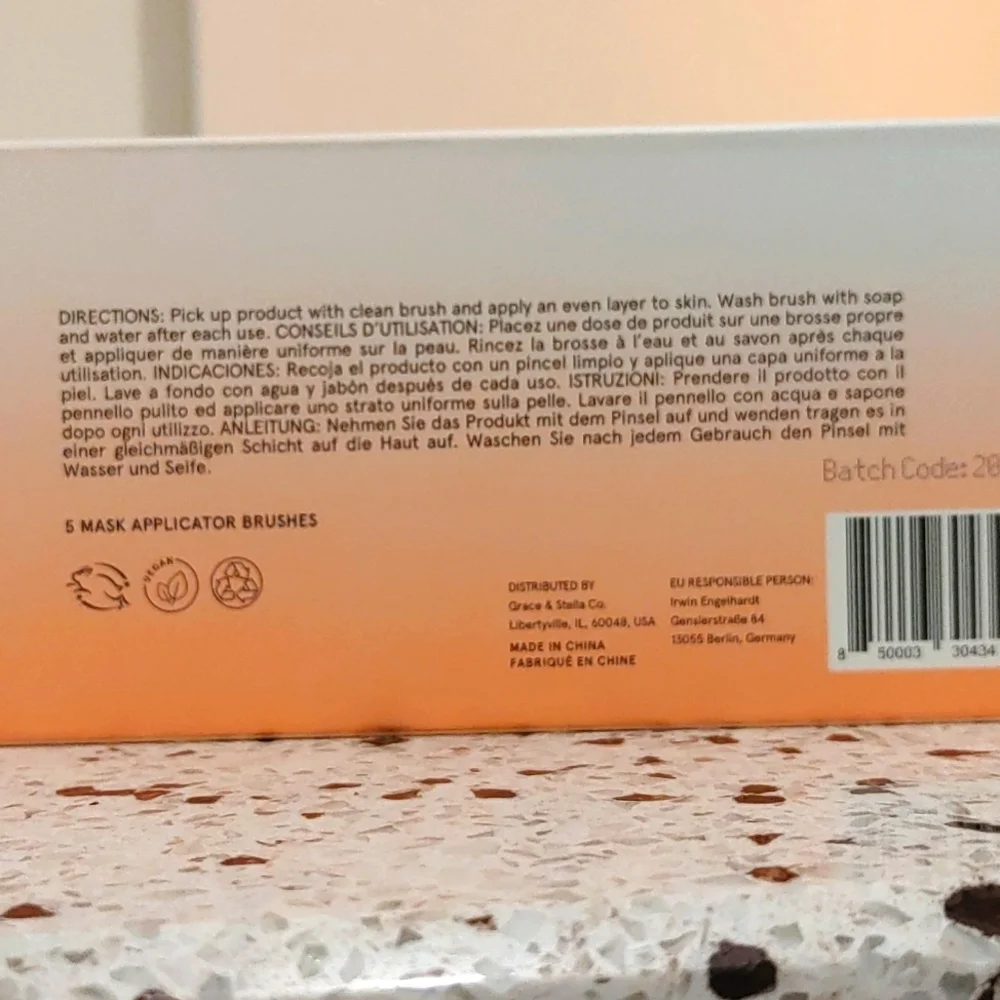 DIRECTIONS: Pick up product with clean brush and apply an even layer to skin. Wash brush with soap
and water after each use. CONSEILS D'UTILISATION: Placez une dose de produit sur une brosse propre
et appliquer de manière uniforme sur la peau. Rincez la brosse à l'eau et au savon après chaque
utilisation. INDICACIONES: Recoja el producto con un pincel limpio y aplique una capa uniforme a la
piel. Lave a fondo con agua y jabón después de cada uso. ISTRUZIONI: Prendere il prodotto con il
pennello pulito ed applicare uno strato uniforme sulla pelle. Lavare il pennello con acqua e sapone
dopo ogni utilizzo. ANLEITUNG: Nehmen Sie das Produkt mit dem Pinsel auf und wenden tragen es in
einer gleichmäßigen Schicht auf die Haut auf. Waschen Sie nach jedem Gebrauch den Pinsel mit
Wasser und Seife.
Batch Code: 20
5 MASK APPLICATOR BRUSHES
VEGAN
DISTRIBUTED BY
Grace & Stella Co.
Libertyville, IL, 60048, USA
MADE IN CHINA
FABRIQUÉ EN CHINE
EU RESPONSIBLE PERSON:
Irwin Engelhardt
Genslerstraße 84
13055 Berlin, Germany
8 50003 30434